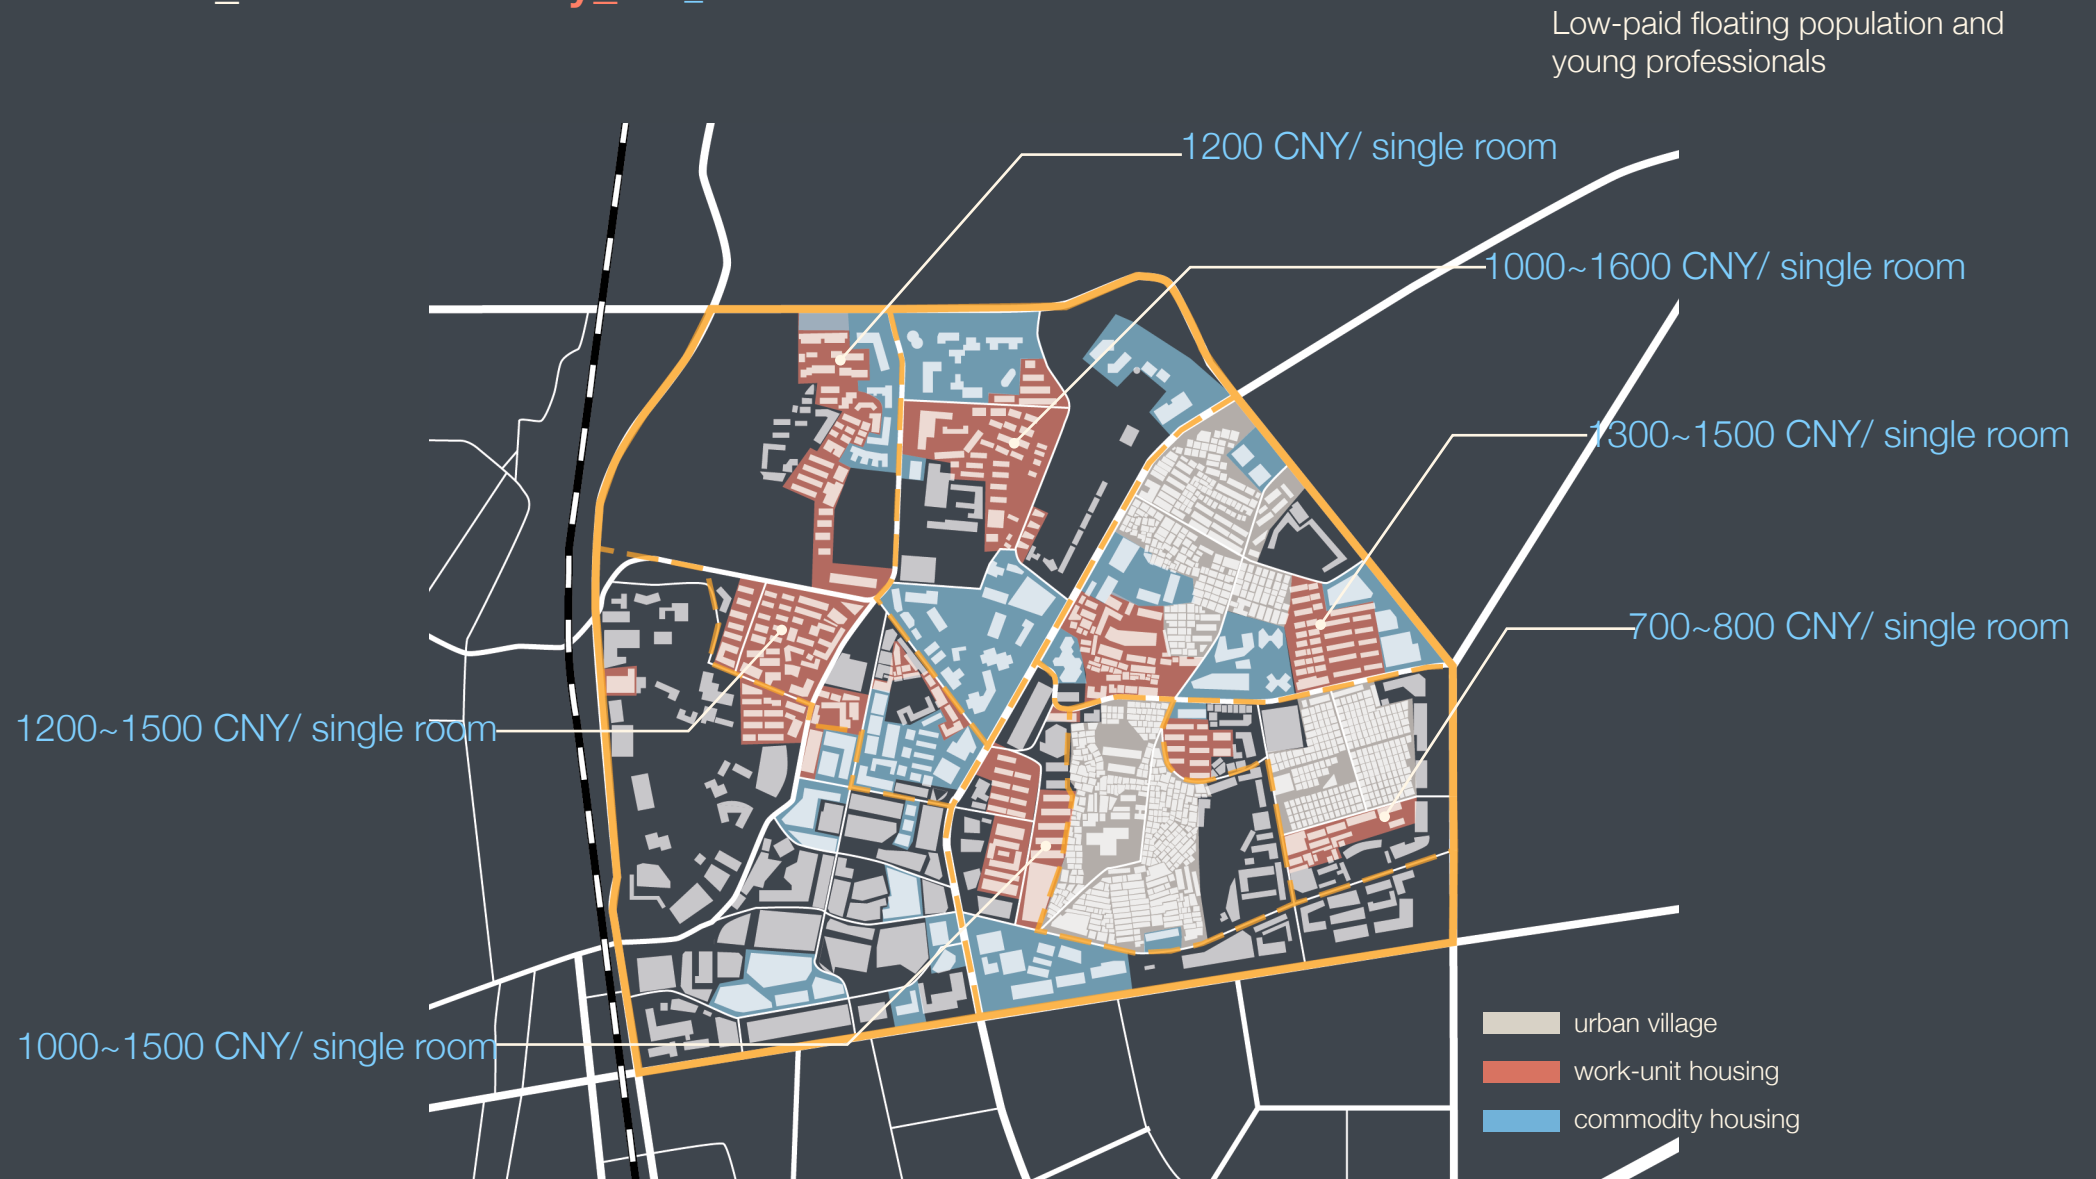 Low-paid floating population and
young professionals
1200 CNY/ single room
1000~1600 CNY/ single room
1300~1500 CNY/ single room
700~800 CNY/ single room
1200~1500 CNY/ single room
1000~1500 CNY/ single room
urban village
work-unit housing
commodity housing